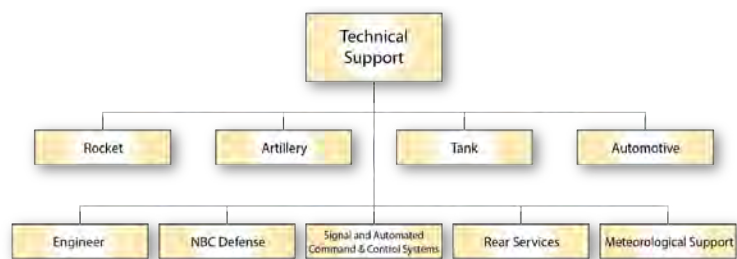 Technical
Support
Rocket
Artillery
Tank
Automotive
Engineer
NBC Defense
Signal and Automated
Command & Control Systems
Rear Services
Meteorological Support